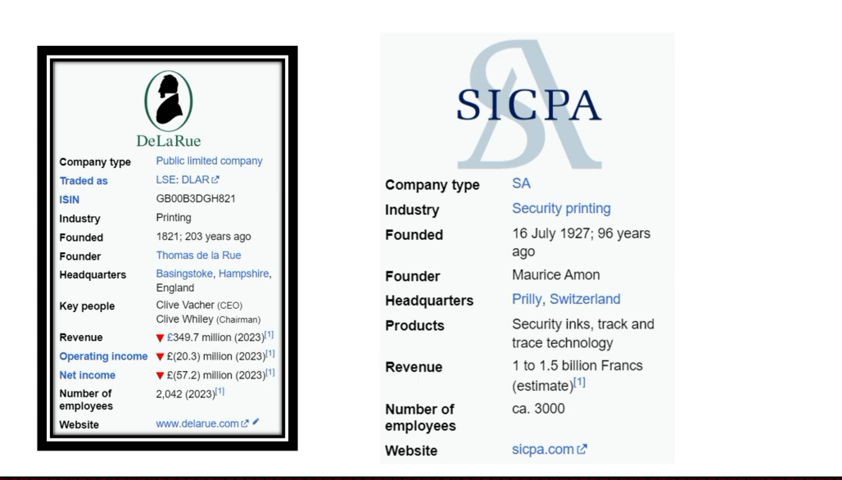 DeLaRue
Company type Public limited company
Traded as LSE: DLAR
ISIN GB00B3DGH821
Industry Printing
Founded 1821; 203 years ago
Founder Thomas de la Rue
Headquarters Basingstoke, Hampshire,
England
Key people Clive Vacher (CEO)
Clive Whiley (Chairman)
Revenue ▼ £349.7 million (2023)[1]
Operating income ▼ £(20.3) million (2023)[1]
Net income ▼ £(57.2) million (2023)[1]
Number of 2,042 (2023)[1]
employees
Website www.delarue.com
SICPA
Company type SA
Industry Security printing
Founded 16 July 1927; 96 years
ago
Founder Maurice Amon
Headquarters Prilly, Switzerland
Products Security inks, track and
trace technology
Revenue 1 to 1.5 billion Francs
(estimate)[1]
Number of ca. 3000
employees
Website sicpa.com